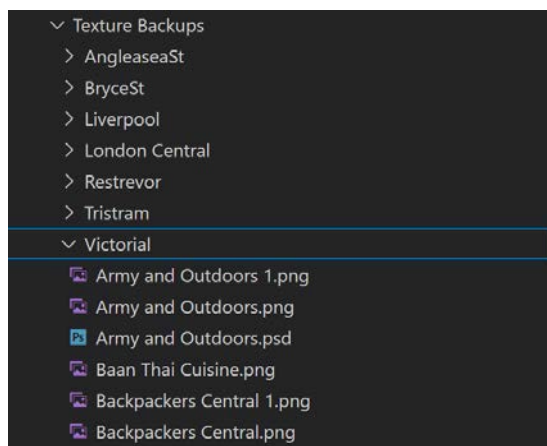 Texture Backups
AngleaseaSt
BryceSt
Liverpool
London Central
Restrevor
Tristram
Victorial
Army and Outdoors 1.png
Army and Outdoors.png
Ps Army and Outdoors.psd
Baan Thai Cuisine.png
Backpackers Central 1.png
Backpackers Central.png